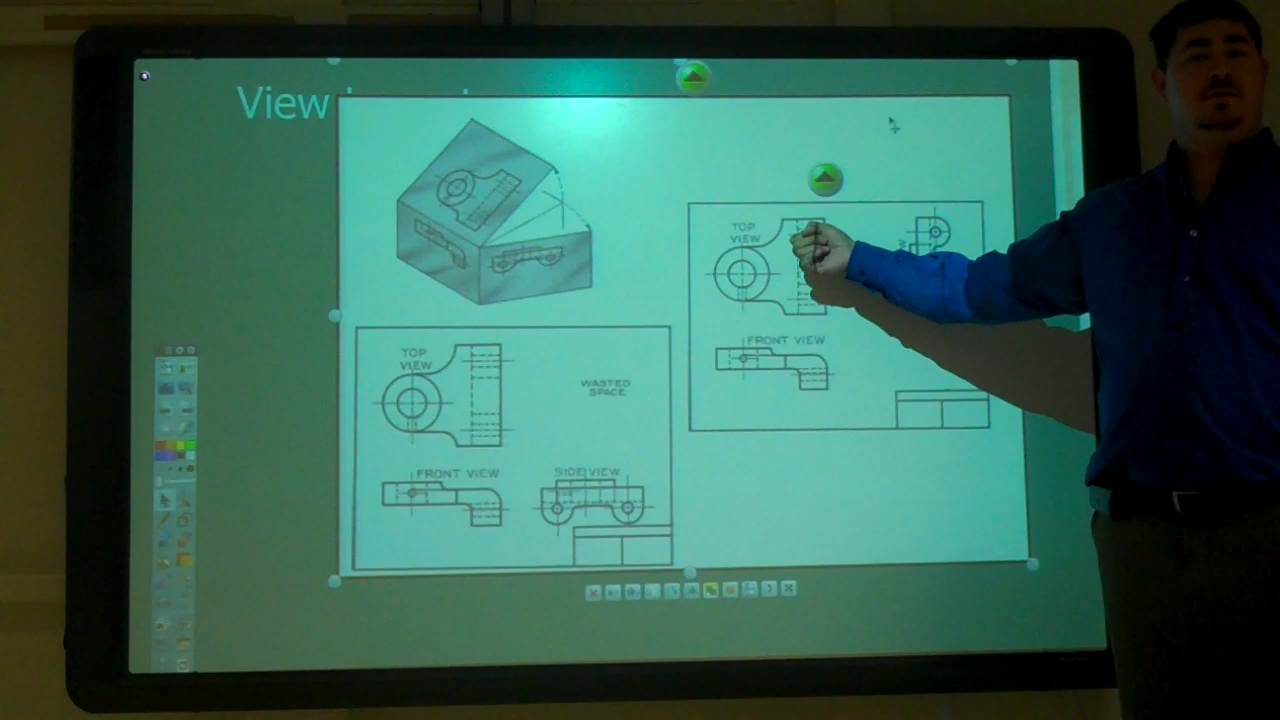 View
TOP
VIEW
FRONT VIEW
TOP
VIEW
WASTED
SPACE
FRONT VIEW
SIDE VIEW